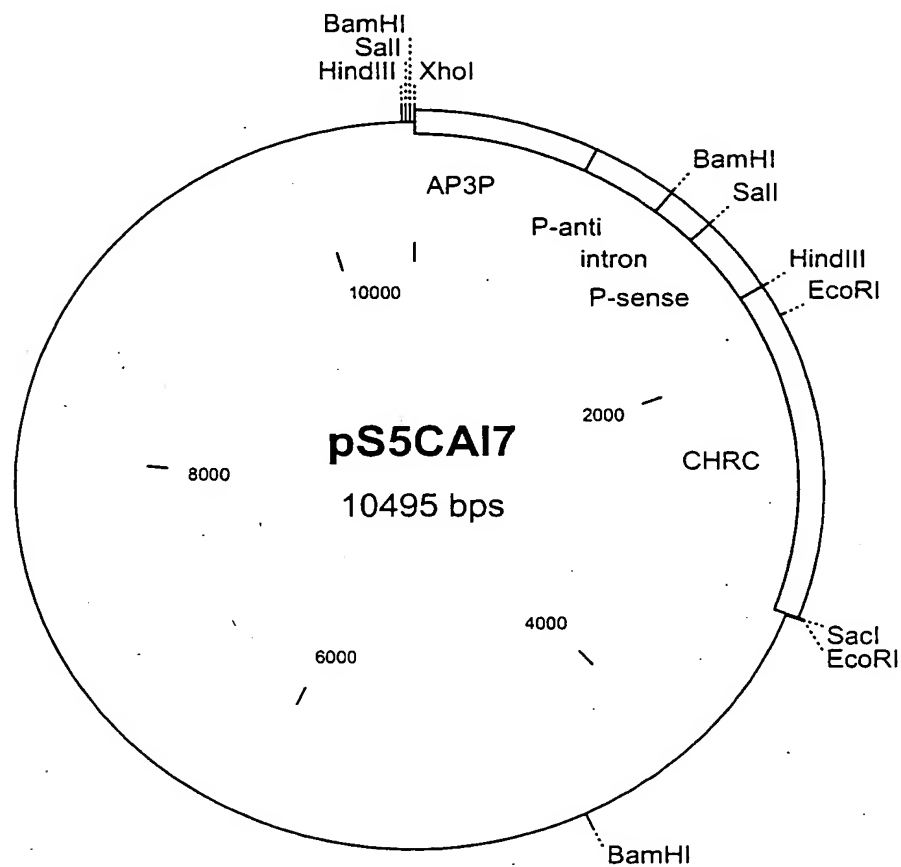 BamHI
SalI
HindIII XhoI
BamHI
SalI
HindIII
EcoRI
AP3P
P-anti
intron
P-sense
10000
2000
pS5CAI7
10495 bps
8000
CHRC
4000
6000
SacI
EcoRI
BamHI